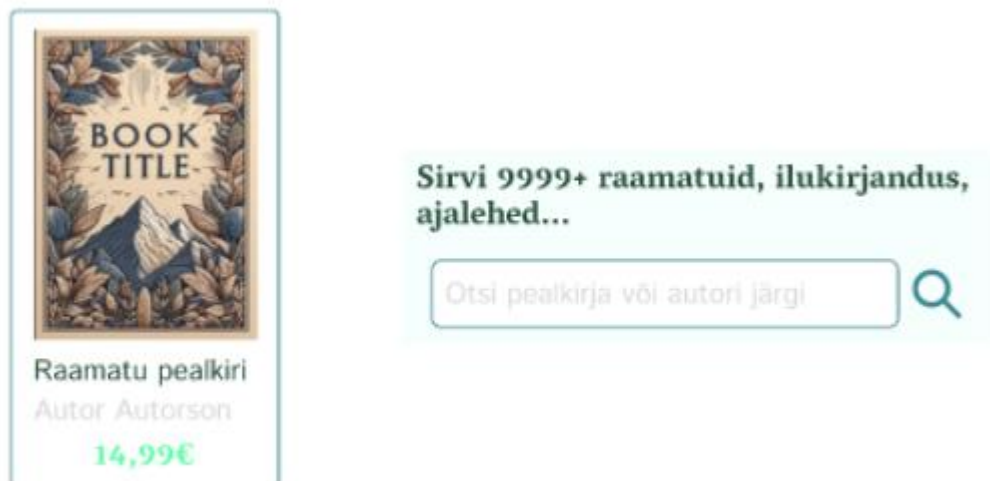 BOOK
TITLE
Raamatu pealkiri
Autor Autorson
14,99€
Sirvi 9999+ raamatuid, ilukirjandus,
ajalehed...
Otsi pealkirja või autori järgi